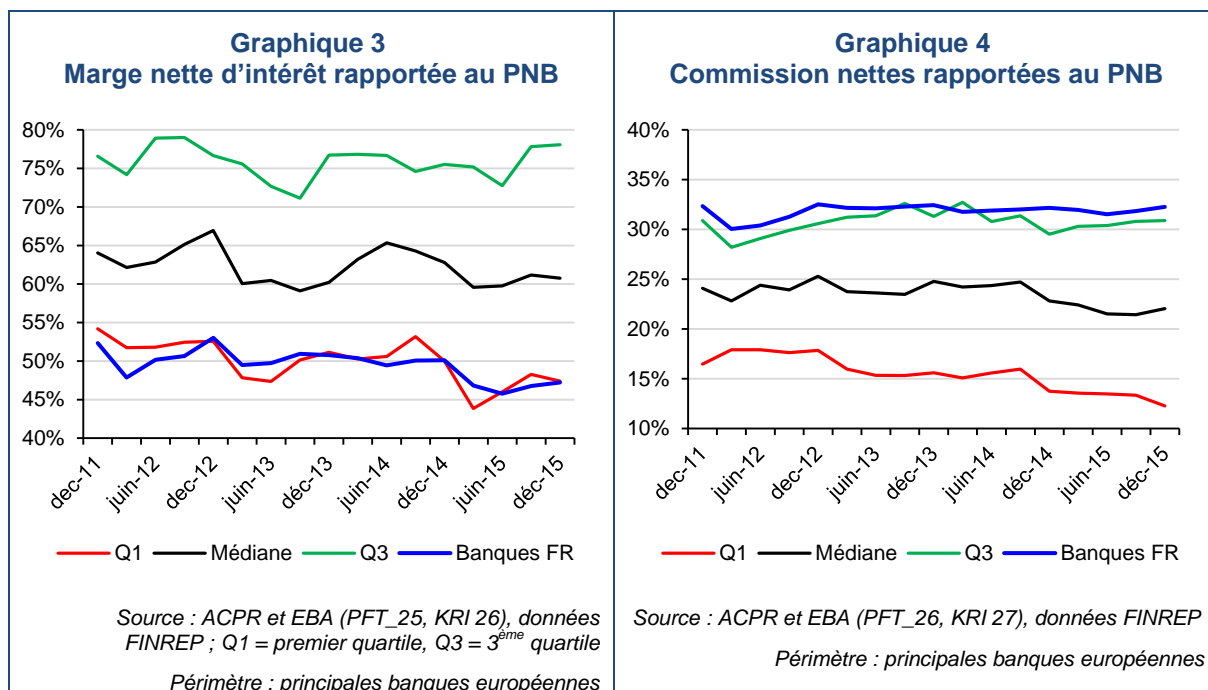 Graphique 3
Marge nette d'intérêt rapportée au PNB
80%
75%
70%
65%
60%
55%
50%
45%
40%
dec-11
juin-12
dec-12
juin-13
déc-13
juin-14
déc-14
juin-15
déc-15
Q1
Médiane
Q3
Banques FR
Source : ACPR et EBA (PFT_25, KRI 26), données
FINREP ; Q1 = premier quartile, Q3 = 3ème quartile
Périmètre : principales banques européennes
Graphique 4
Commission nettes rapportées au PNB
40%
35%
30%
25%
20%
15%
10%
dec-11
juin-12
dec-12
juin-13
déc-13
juin-14
déc-14
juin-15
déc-15
Q1
Médiane
Q3
Banques FR
Source : ACPR et EBA (PFT_26, KRI 27), données FINREP
Périmètre : principales banques européennes